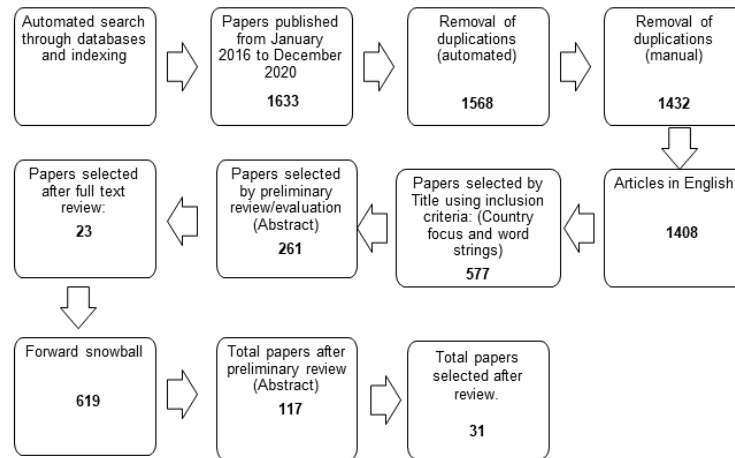 Automated search
through databases
and indexing
Papers published
from January
2016 to December
2020
1633
Removal of
duplications
(automated)
1568
Removal of
duplications
(manual)
1432
Articles in English
1408
Papers selected by
Title using inclusion
criteria: (Country
focus and word
strings)
577
Papers selected by
preliminary
review/evaluation
(Abstract)
261
Papers selected
after full text
review:
23
Forward snowball
619
Total papers after
preliminary review
(Abstract)
117
Total papers
selected after
review.
31